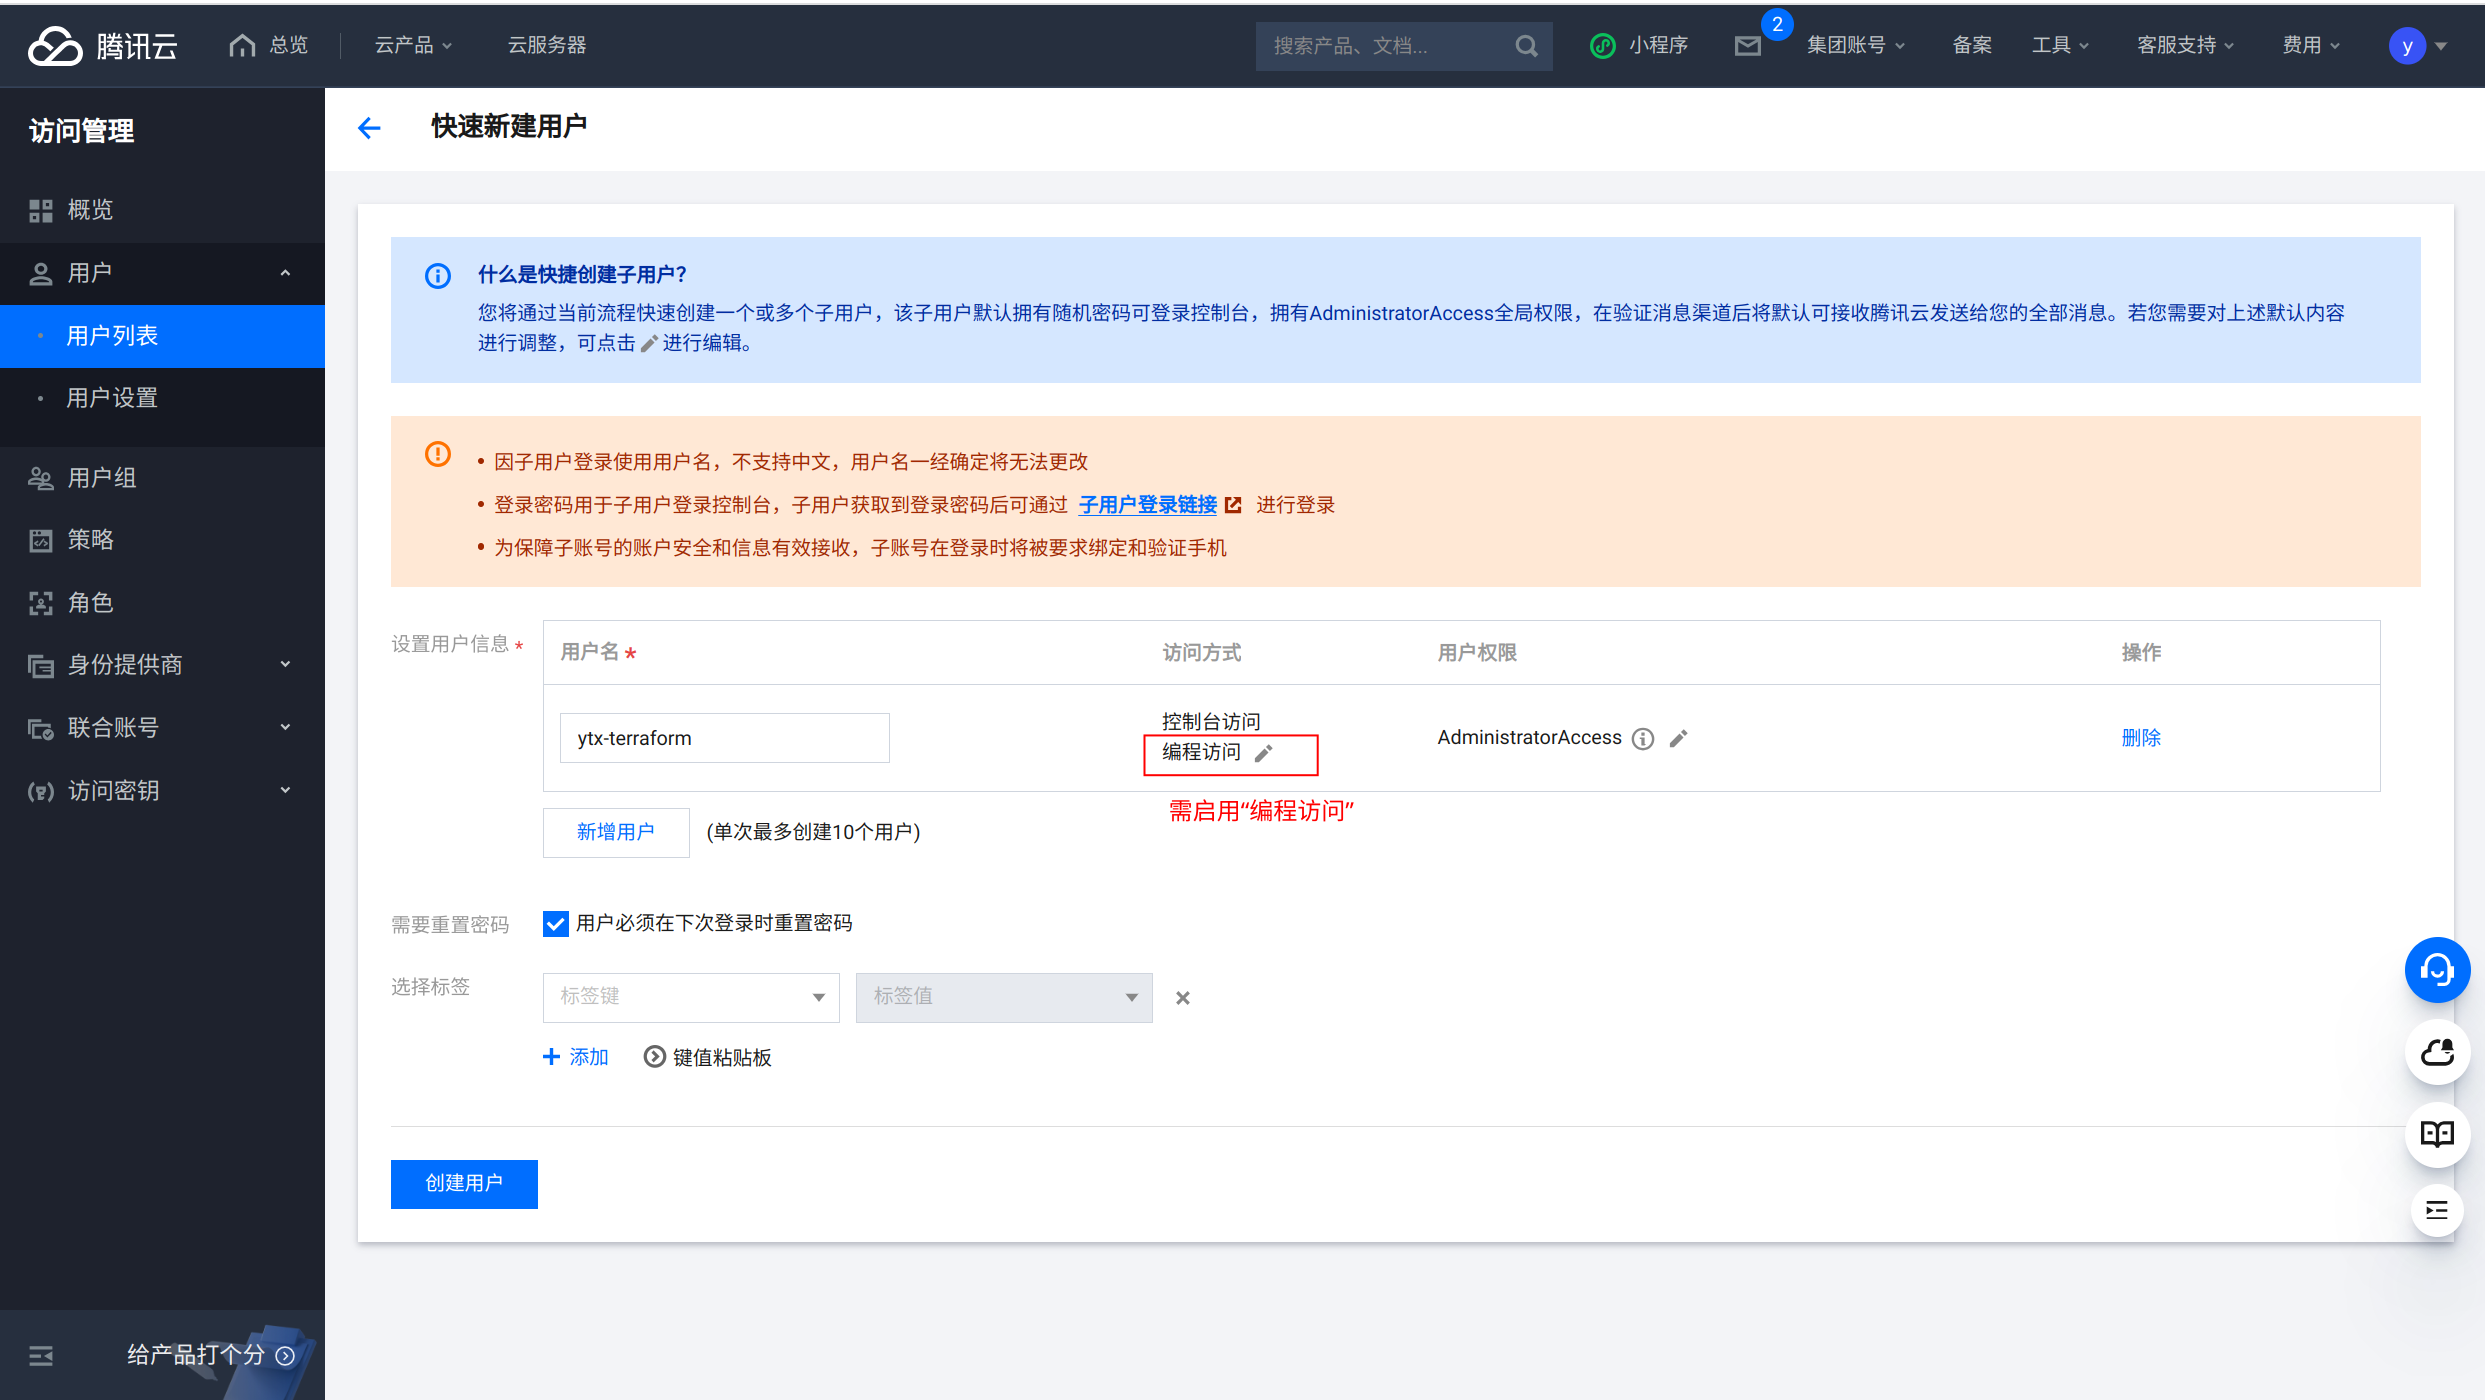 腾讯云
总览
云产品
云服务器
搜索产品、文档...
小程序
2
集团账号
备案
工具
客服支持
费用
y
访问管理
概览
用户
用户列表
用户设置
用户组
策略
角色
身份提供商
联合账号
访问密钥
给产品打个分
快速新建用户
什么是快捷创建子用户？
您将通过当前流程快速创建一个或多个子用户，该子用户默认拥有随机密码可登录控制台，拥有AdministratorAccess全局权限，在验证消息渠道后将默认可接收腾讯云发送给您的全部消息。若您需要对上述默认内容
进行调整，可点击 进行编辑。
• 因子用户登录使用用户名，不支持中文，用户名一经确定将无法更改
• 登录密码用于子用户登录控制台，子用户获取到登录密码后可通过 子用户登录链接 进行登录
• 为保障子账号的账户安全和信息有效接收，子账号在登录时将被要求绑定和验证手机
设置用户信息 *
用户名 *
访问方式
用户权限
操作
ytx-terraform
控制台访问
编程访问
AdministratorAccess
删除
需启用“编程访问”
新增用户
(单次最多创建10个用户)
需要重置密码
用户必须在下次登录时重置密码
选择标签
标签键
标签值
添加
键值粘贴板
创建用户